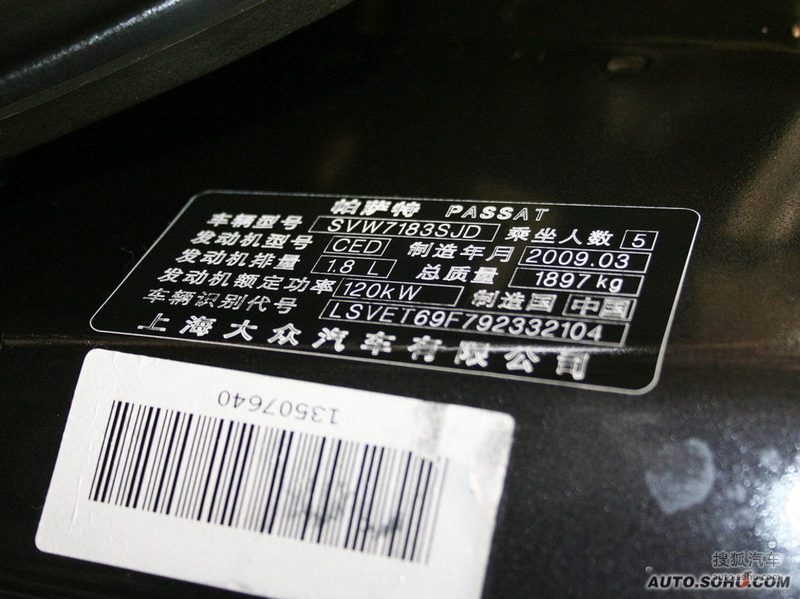 帕萨特 PASSAT
车辆型号 SVW7183SJD 乘坐人数 5
发动机型号 CED 制造年月 2009.03
发动机排量 1.8 L 总质量 1897 kg
发动机额定功率 120kW 制造国 中国
车辆识别代号 LSVET69F792332104
上海大众汽车有限公司
13507640
搜狐汽车
auto.sohu.com
AUTO.SOHU.COM